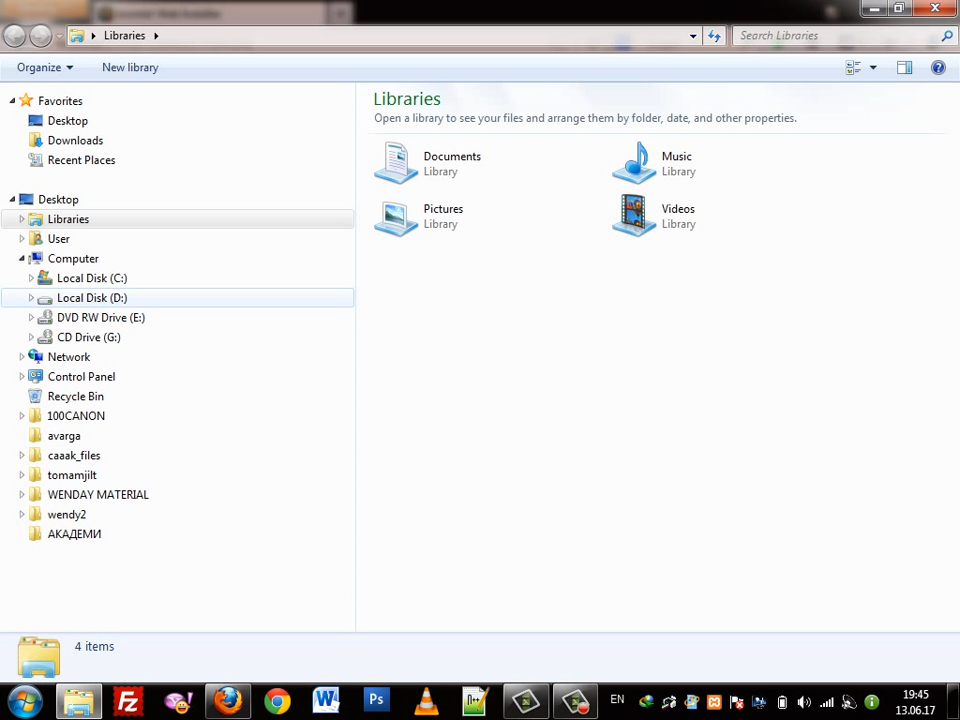 Libraries
Search Libraries
Organize
New library
Favorites
Desktop
Downloads
Recent Places
Desktop
Libraries
User
Computer
Local Disk (C:)
Local Disk (D:)
DVD RW Drive (E:)
CD Drive (G:)
Network
Control Panel
Recycle Bin
100CANON
avarga
caaak_files
tomamjilt
WENDAY MATERIAL
wendy2
АКАДЕМИ
Libraries
Open a library to see your files and arrange them by folder, date, and other properties.
Documents
Library
Music
Library
Pictures
Library
Videos
Library
4 items
Fz
W
Ps
N++
EN
19:45
13.06.17